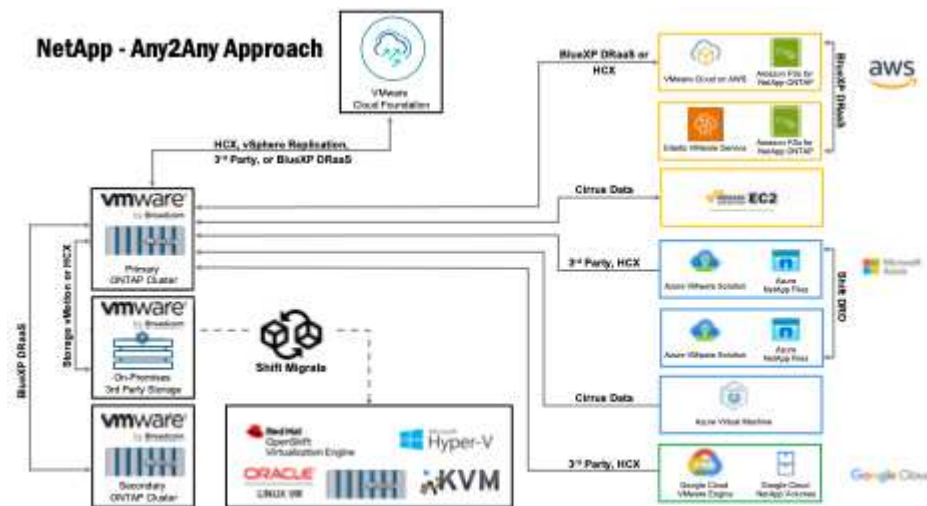 NetApp - Any2Any Approach
VMware
Cloud Foundation
HCX, vSphere Replication,
3rd Party, or BlueXP DRaaS
BlueXP DRaaS or
HCX
VMware Cloud on AWS
Amazon FSx for
NetApp ONTAP
BlueXP DRaaS
aws
Elastic VMware Service
Amazon FSx for
NetApp ONTAP
vmware
by Broadcom
Primary
ONTAP Cluster
Cirrus Data
EC2
3rd Party, HCX
Azure VMware Solution
Azure
NetApp Files
Shift DRO
Microsoft
Azure
BlueXP DRaaS
Storage vMotion or HCX
vmware
by Broadcom
On-Premises
3rd Party Storage
Shift Migrate
Azure VMware Solution
Azure
NetApp Files
Cirrus Data
Azure Virtual Machine
vmware
by Broadcom
Secondary
ONTAP Cluster
Red Hat
OpenShift
Virtualization Engine
Microsoft
Hyper-V
ORACLE
LINUX VM
KVM
3rd Party, HCX
Google Cloud
VMware Engine
Google Cloud
NetApp Volumes
Google Cloud